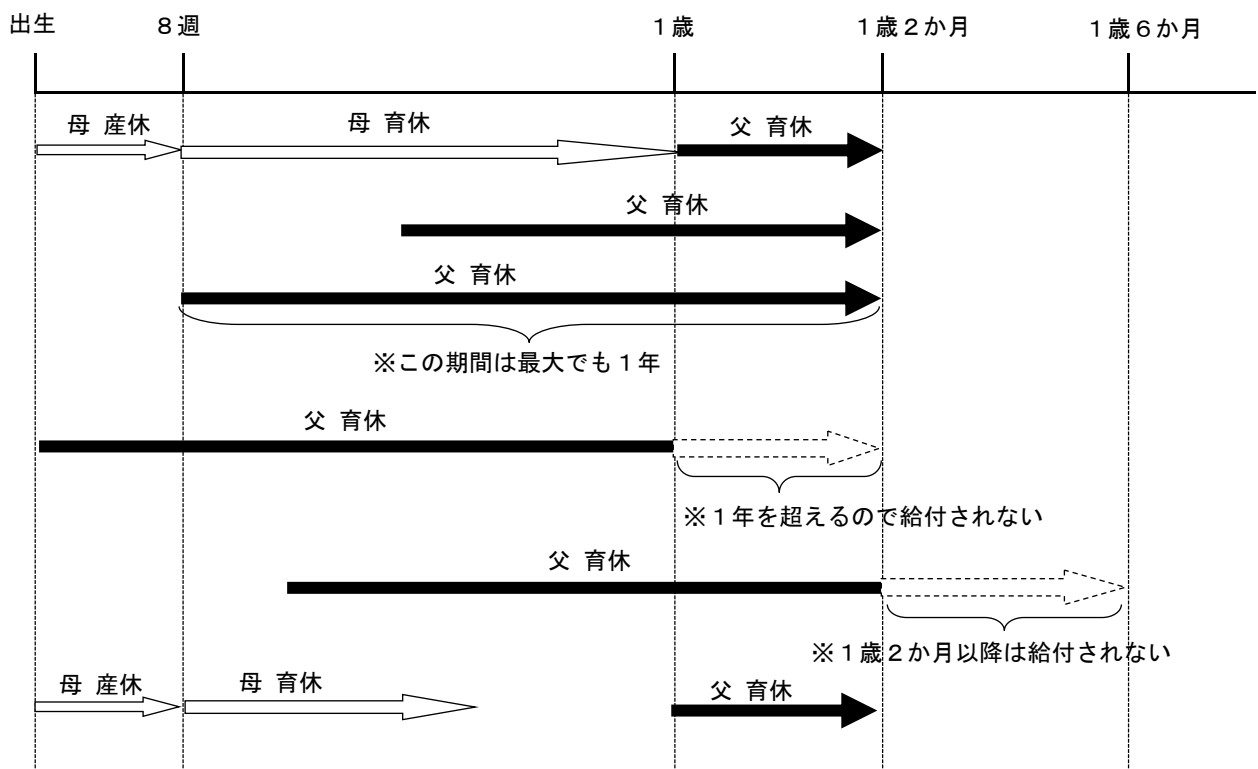 出生 ８週 １歳 １歳２か月 １歳６か月
母 産休 母 育休 父 育休
父 育休
父 育休
※この期間は最大でも１年
父 育休
※１年を超えるので給付されない
父 育休
※１歳２か月以降は給付されない
母 産休 母 育休 父 育休